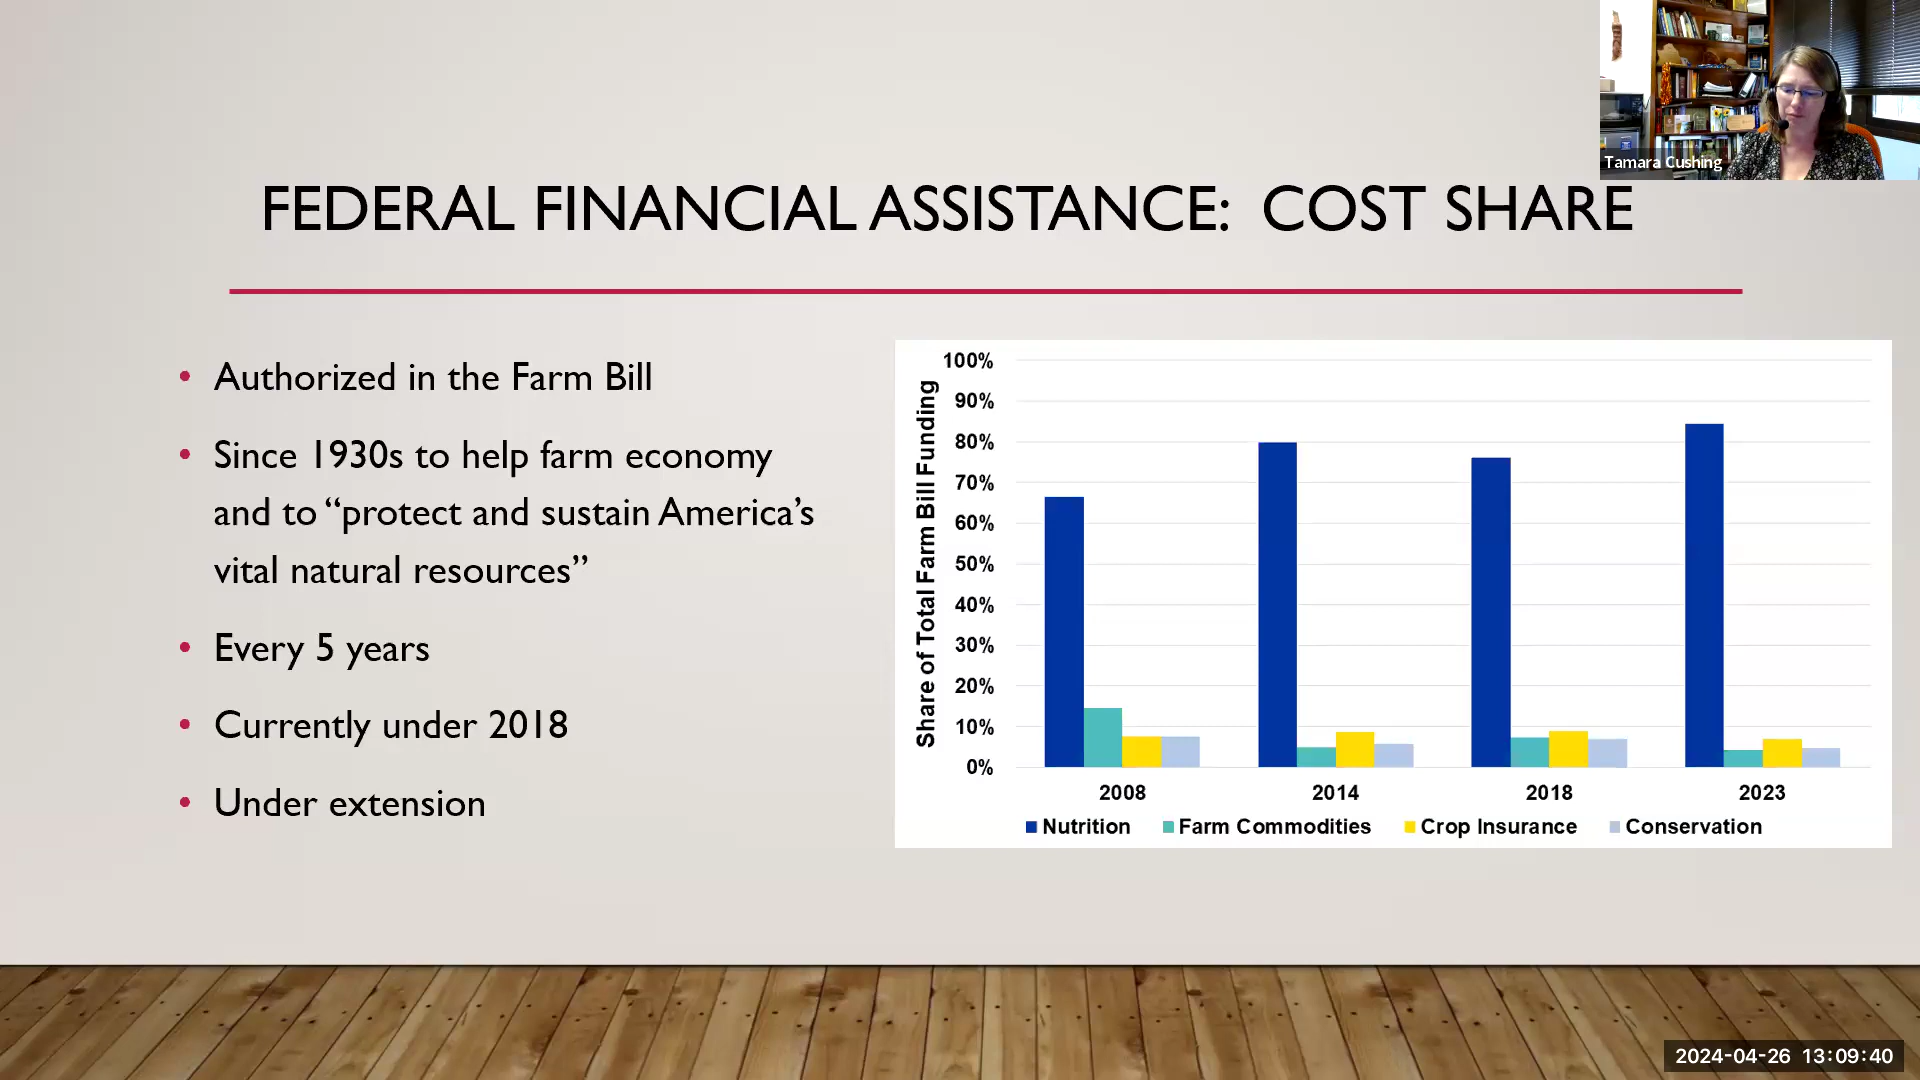 Tamara Cushing
FEDERAL FINANCIAL ASSISTANCE: COST SHARE
• Authorized in the Farm Bill
• Since 1930s to help farm economy
and to “protect and sustain America’s
vital natural resources”
• Every 5 years
• Currently under 2018
• Under extension
Share of Total Farm Bill Funding
100%
90%
80%
70%
60%
50%
40%
30%
20%
10%
0%
2008 2014 2018 2023
Nutrition Farm Commodities Crop Insurance Conservation
2024-04-26 13:09:40